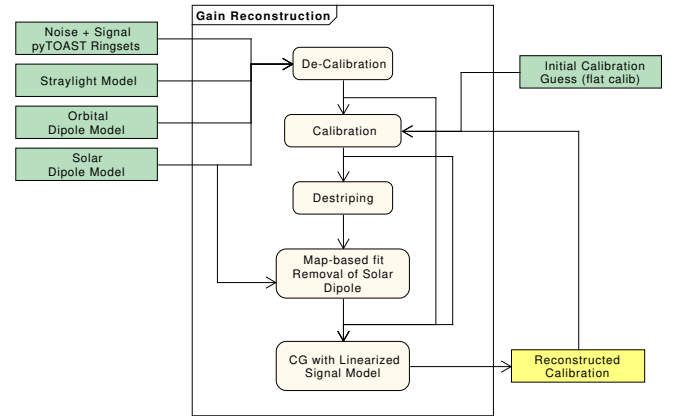 Gain Reconstruction
Noise + Signal
pyTOAST Ringsets
Straylight Model
Orbital
Dipole Model
Solar
Dipole Model
De-Calibration
Calibration
Destriping
Map-based fit
Removal of Solar
Dipole
CG with Linearized
Signal Model
Initial Calibration
Guess (flat calib)
Reconstructed
Calibration